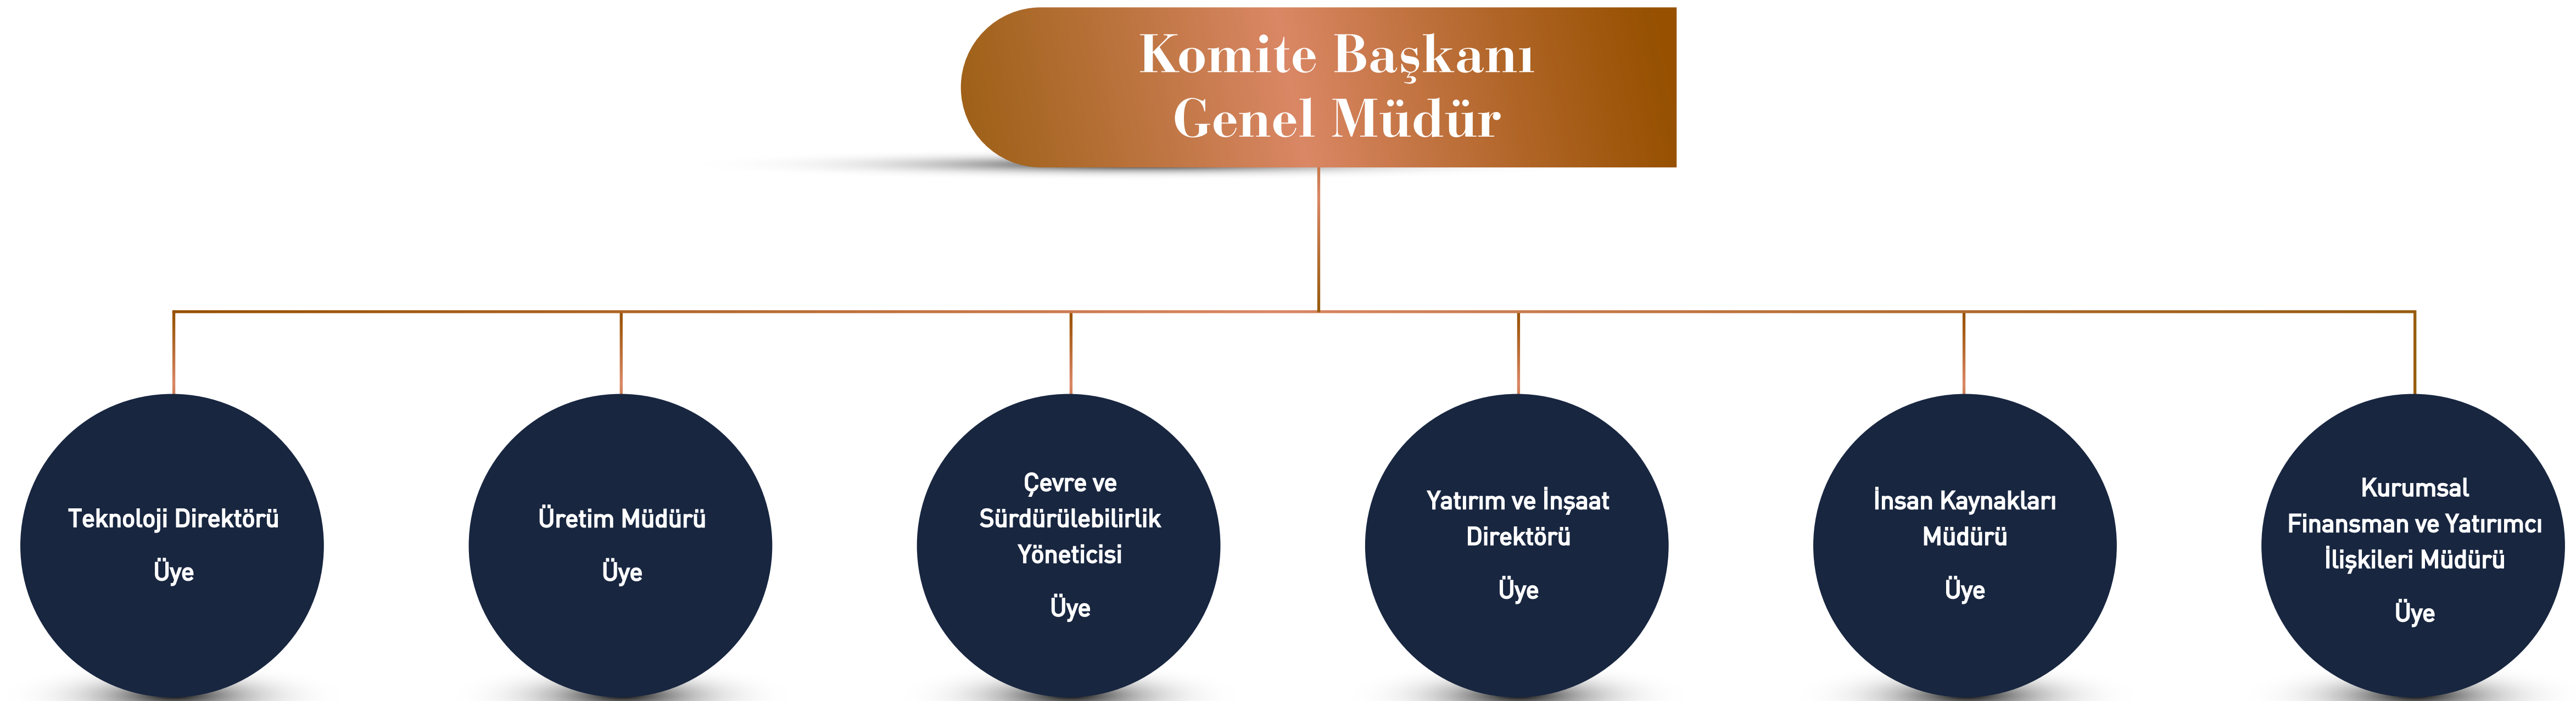 Komite Başkanı
Genel Müdür
Teknoloji Direktörü
Üye
Üretim Müdürü
Üye
Çevre ve
Sürdürülebilirlik
Yöneticisi
Üye
Yatırım ve İnşaat
Direktörü
Üye
İnsan Kaynakları
Müdürü
Üye
Kurumsal
Finansman ve Yatırımcı
İlişkileri Müdürü
Üye